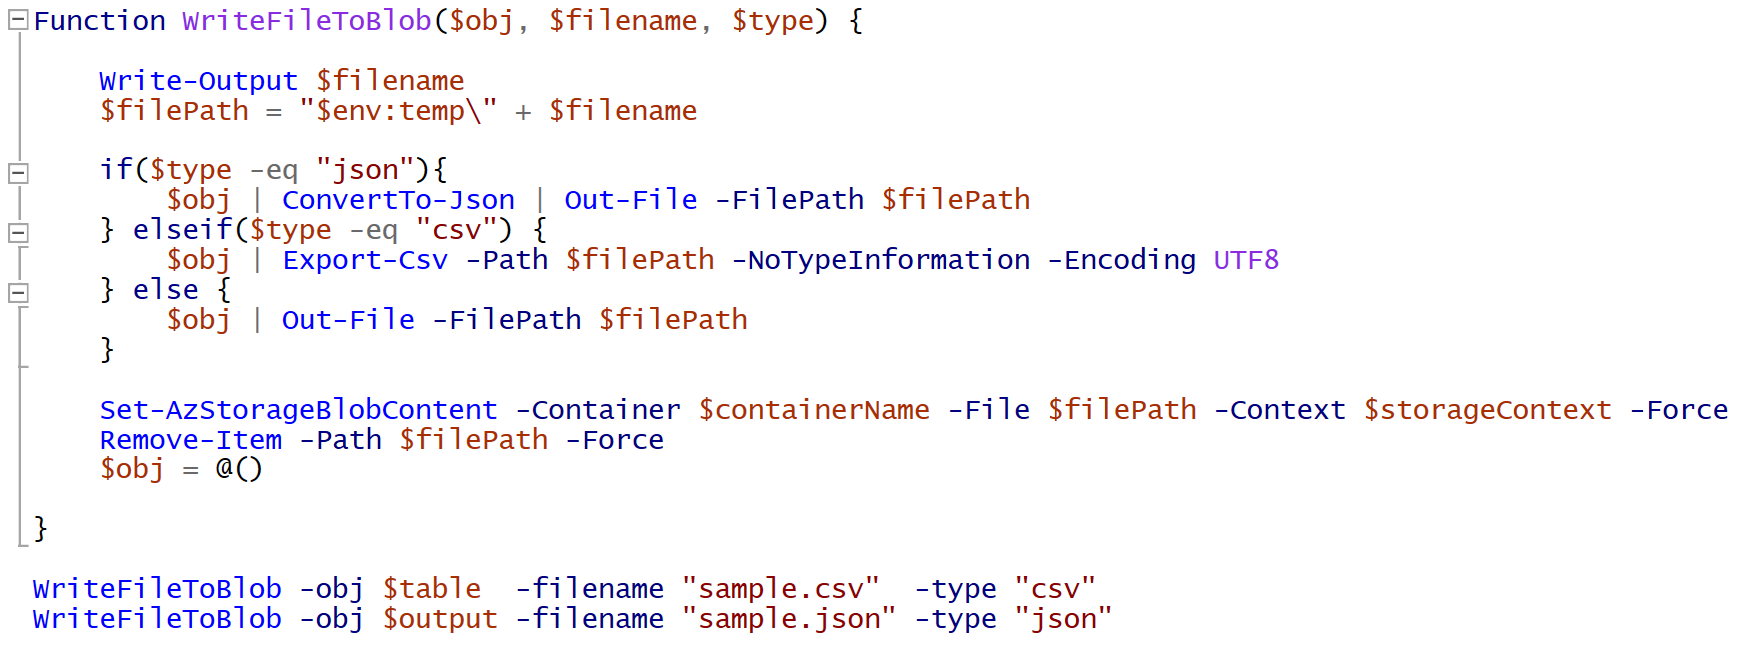 Function WriteFileToBlob($obj, $filename, $type) {
Write-Output $filename
$filePath = "$env:temp\" + $filename
if($type -eq "json"){
$obj | ConvertTo-Json | Out-File -FilePath $filePath
} elseif($type -eq "csv") {
$obj | Export-Csv -Path $filePath -NoTypeInformation -Encoding UTF8
} else {
$obj | Out-File -FilePath $filePath
}
Set-AzStorageBlobContent -Container $containerName -File $filePath -Context $storageContext -Force
Remove-Item -Path $filePath -Force
$obj = @()
}
WriteFileToBlob -obj $table  -filename "sample.csv"  -type "csv"
WriteFileToBlob -obj $output -filename "sample.json" -type "json"